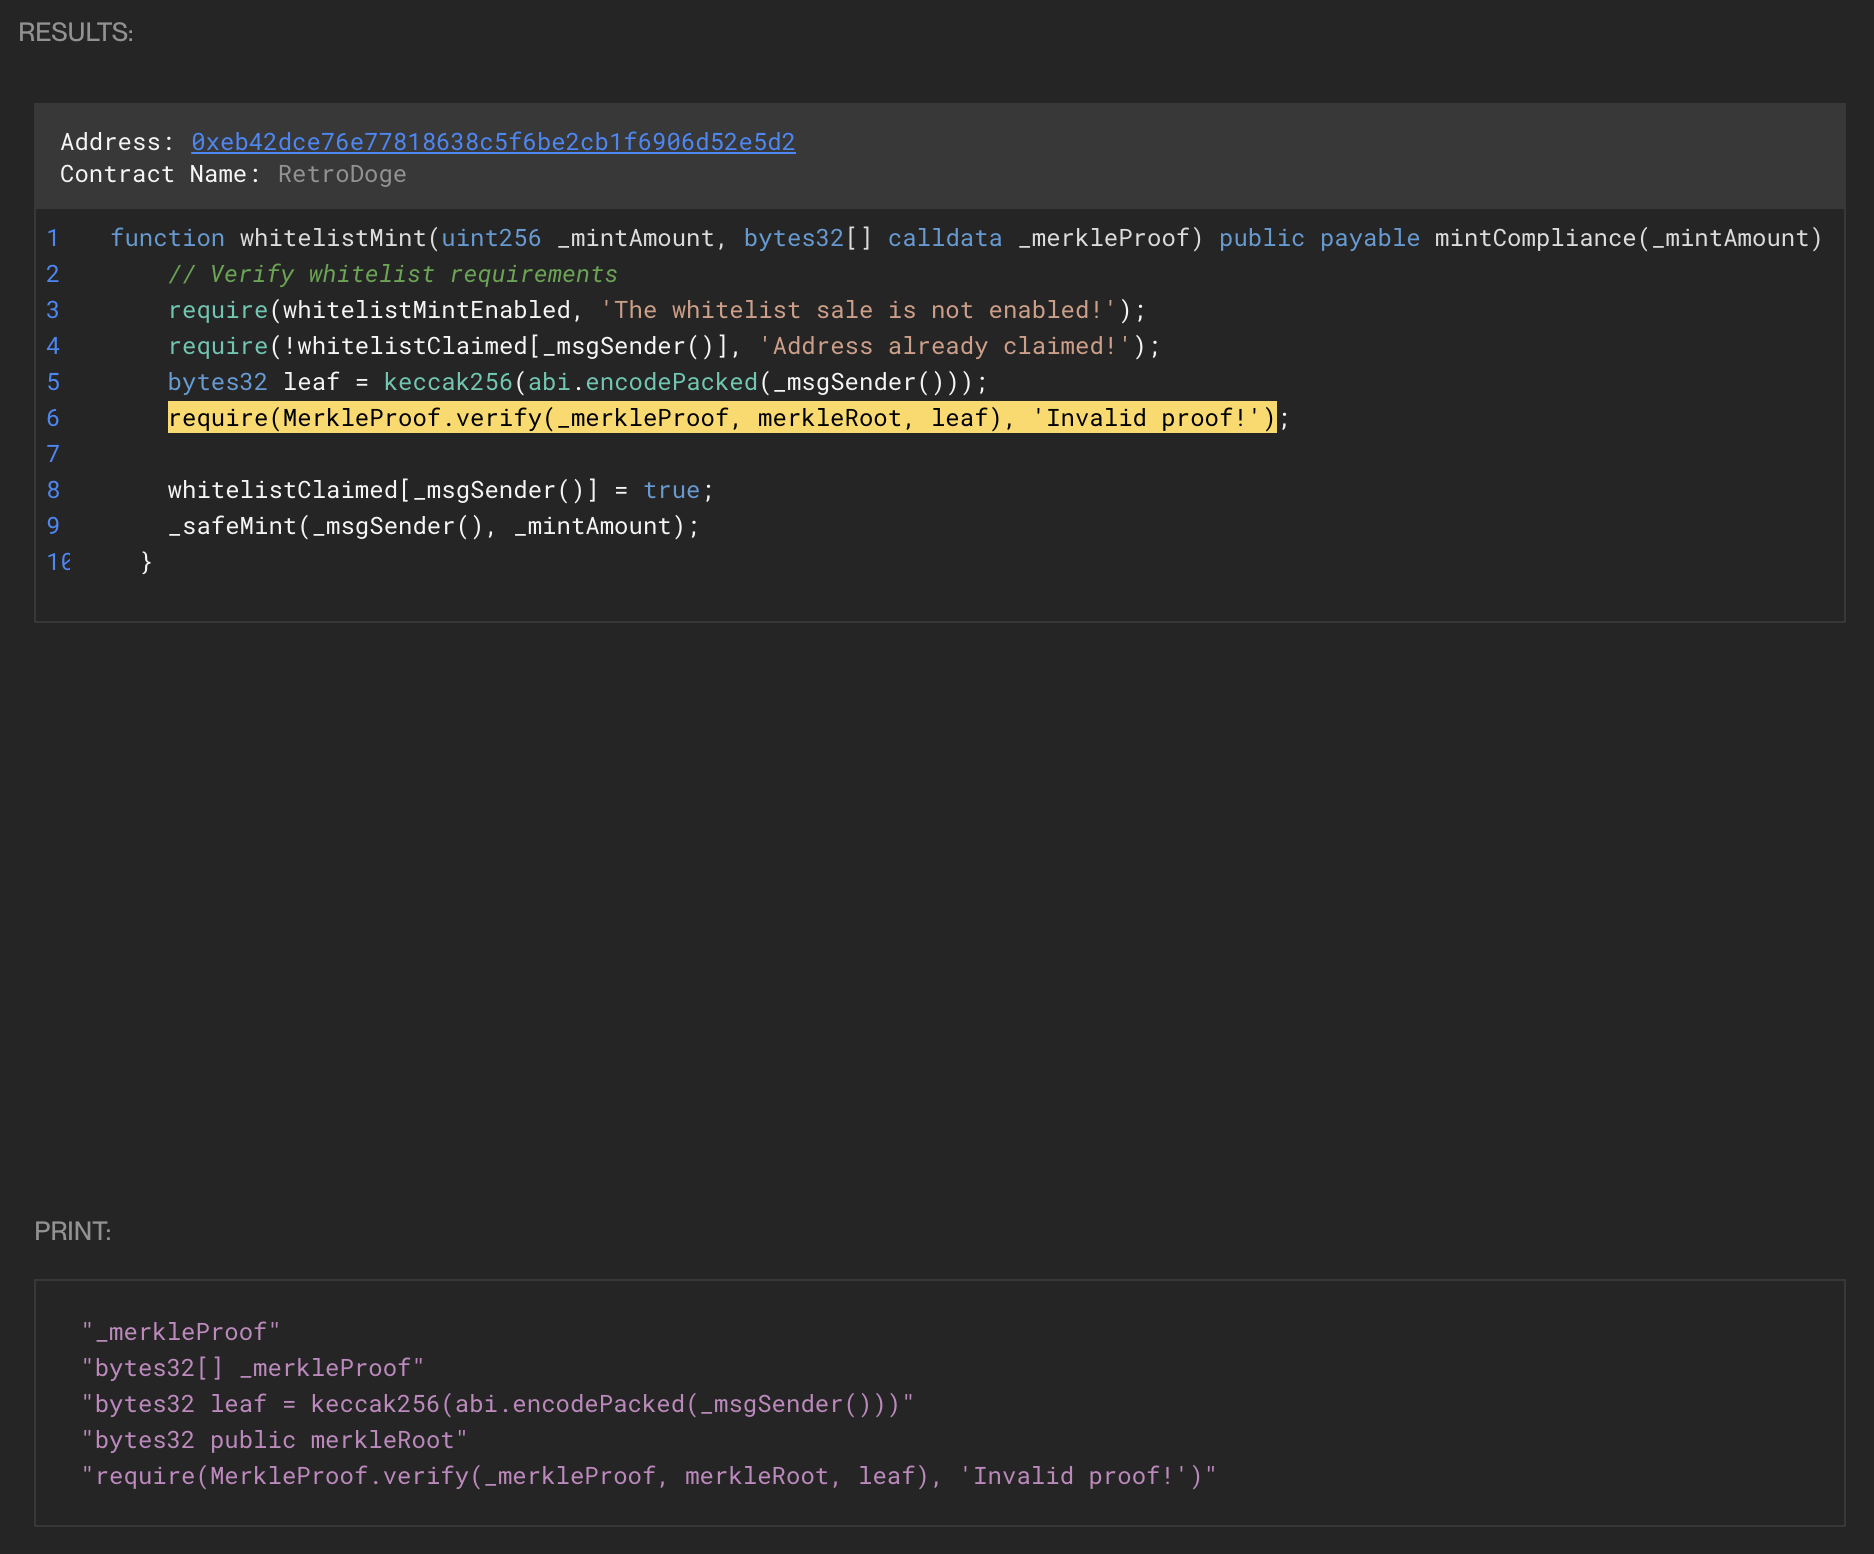 RESULTS:
Address: 0xeb42dce76e77818638c5f6be2cb1f6906d52e5d2
Contract Name: RetroDoge
1 function whitelistMint(uint256 _mintAmount, bytes32[] calldata _merkleProof) public payable mintCompliance(_mintAmount)
2 // Verify whitelist requirements
3 require(whitelistMintEnabled, 'The whitelist sale is not enabled!');
4 require(!whitelistClaimed[_msgSender()], 'Address already claimed!');
5 bytes32 leaf = keccak256(abi.encodePacked(_msgSender()));
6 require(MerkleProof.verify(_merkleProof, merkleRoot, leaf), 'Invalid proof!');
7
8 whitelistClaimed[_msgSender()] = true;
9 _safeMint(_msgSender(), _mintAmount);
10 }
PRINT:
"_merkleProof"
"bytes32[] _merkleProof"
"bytes32 leaf = keccak256(abi.encodePacked(_msgSender()))"
"bytes32 public merkleRoot"
"require(MerkleProof.verify(_merkleProof, merkleRoot, leaf), 'Invalid proof!')"